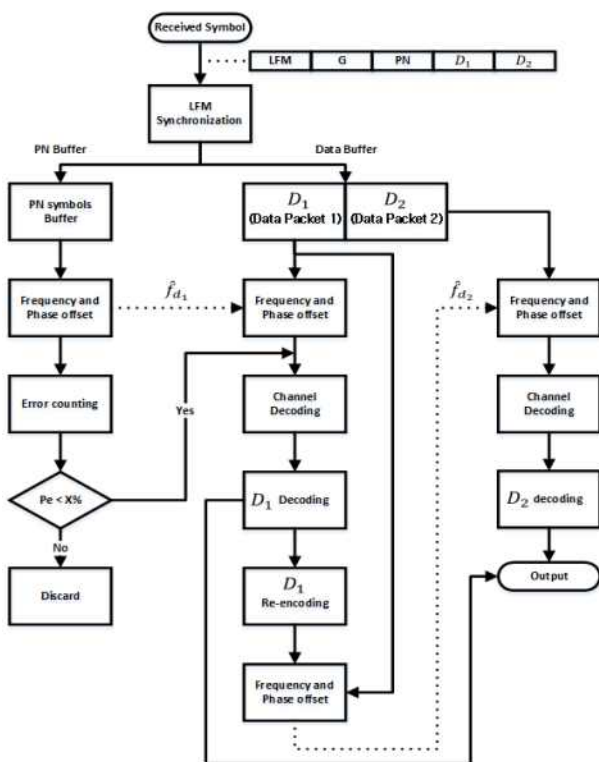 Received Symbol
LFM G PN D₁ D₂
LFM
Synchronization
PN Buffer
Data Buffer
PN symbols
Buffer
D₁
(Data Packet 1)
D₂
(Data Packet 2)
Frequency and
Phase offset
f̂d₁
Frequency and
Phase offset
f̂d₂
Frequency and
Phase offset
Error counting
Yes
Channel
Decoding
Channel
Decoding
Pe < X%
D₁ Decoding
D₂ decoding
No
Discard
D₁
Re-encoding
Output
Frequency and
Phase offset